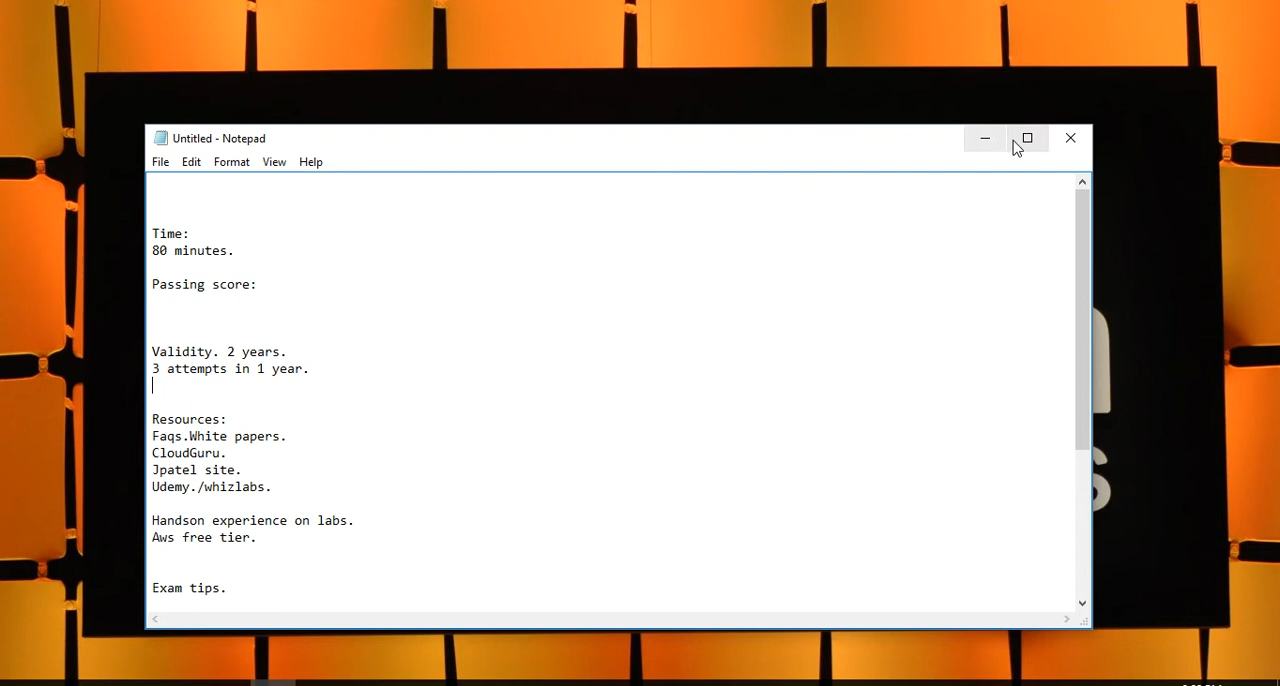 Untitled - Notepad
File Edit Format View Help
Time:
80 minutes.
Passing score:
Validity. 2 years.
3 attempts in 1 year.
Resources:
Faqs.White papers.
CloudGuru.
Jpatel site.
Udemy./whizlabs.
Handson experience on labs.
Aws free tier.
Exam tips.